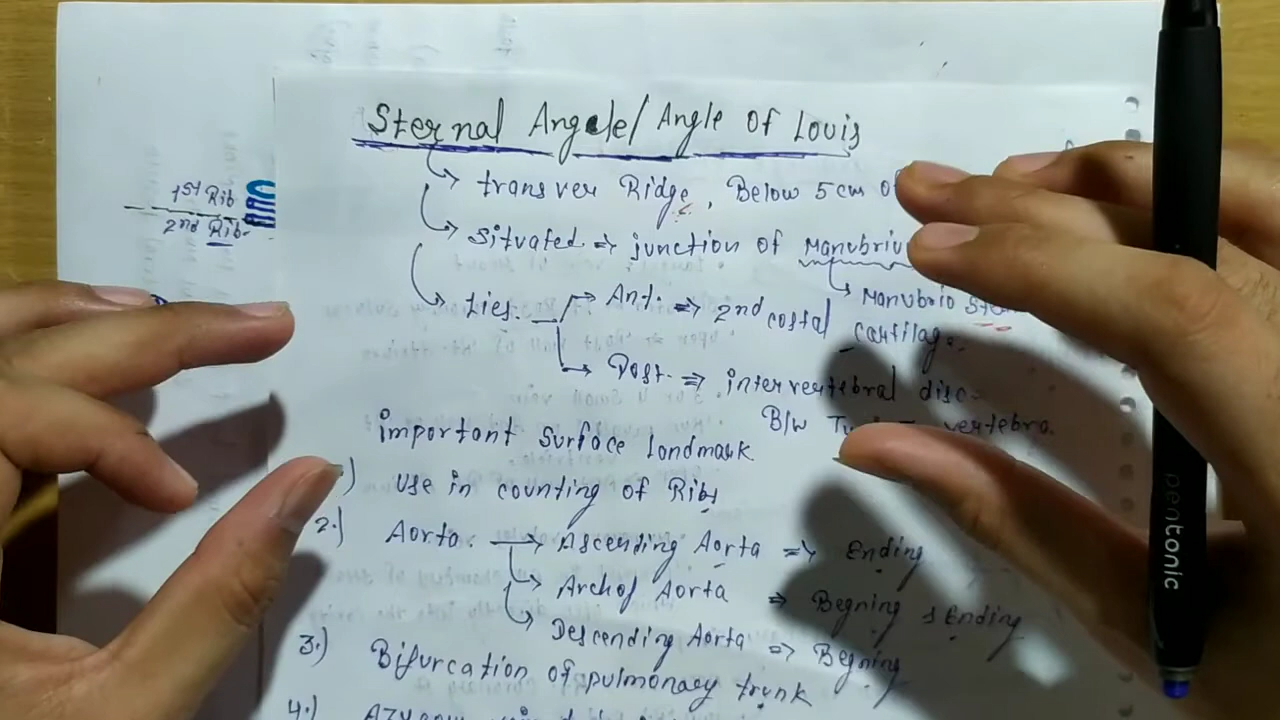 Sternal Angle/ Angle Of Louis
transver Ridge, Below 5cm
1st Rib
2nd Rib
Situated => junction of Manubriu
Manubrio
Lies. Ant. => 2nd costal
cartilage.
Post. => intervertebral disc
B/w vertebra.
important Surface Landmark
) Use in counting of Ribs
2.) Aorta. Ascending Aorta => Ending
Arch of Aorta => Begning & Ending
Descending Aorta => Begning
3.) Bifurcation of pulmonary trunk
4.)
pentonic